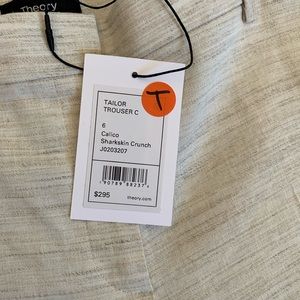 Theory
T
TAILOR
TROUSER C
6
Calico
Sharkskin Crunch
J0203207
$295
theory.com